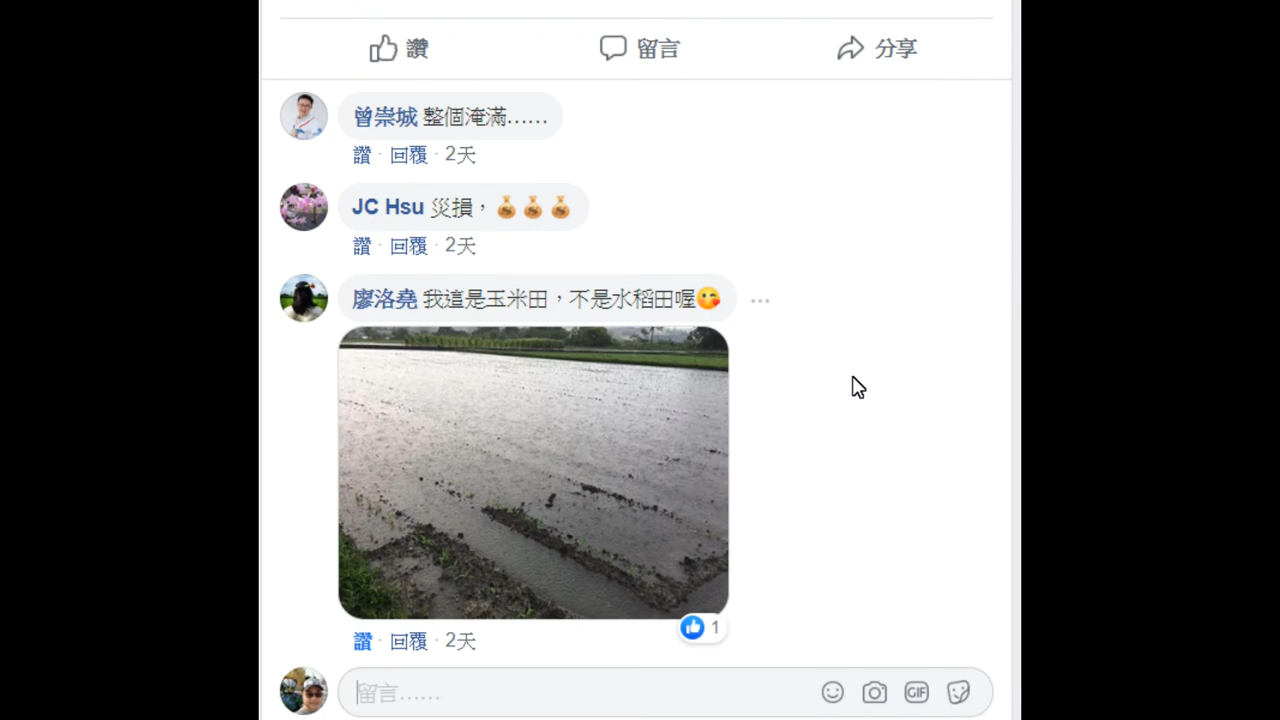 讚 留言 分享
曾崇城 整個淹滿......
讚 · 回覆 · 2天
JC Hsu 災損，💰💰💰
讚 · 回覆 · 2天
廖洛堯 我這是玉米田，不是水稻田喔😘
1
讚 · 回覆 · 2天
留言...... GIF